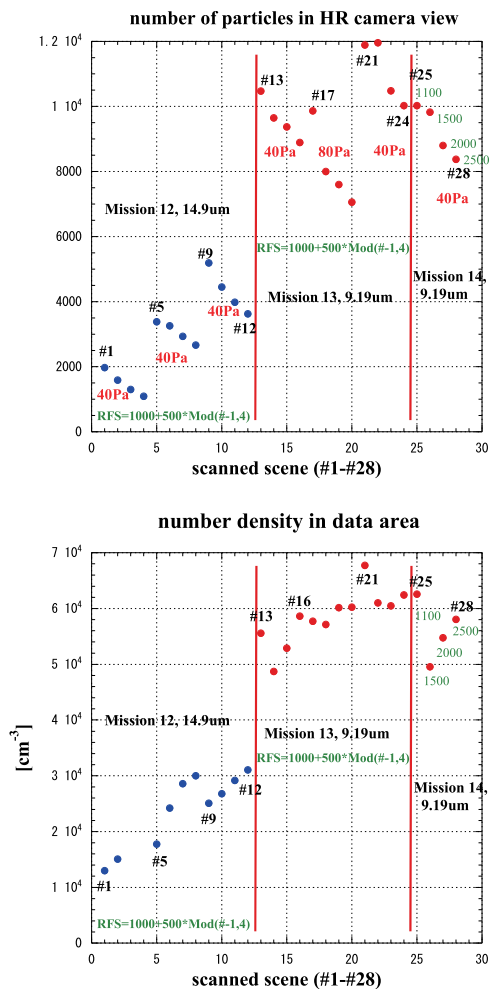 number of particles in HR camera view
1.2 10⁴
#21
#13
#25
1100
1 10⁴
#17
#24
1500
2000
40Pa
80Pa
40Pa
2500
8000
#28
40Pa
Mission 12, 14.9um
6000
#9
RFS=1000+500*Mod(#-1,4)
Mission 14,
9.19um
Mission 13, 9.19um
4000
#5
40Pa
#12
#1
40Pa
2000
40Pa
RFS=1000+500*Mod(#-1,4)
0
0 5 10 15 20 25 30
scanned scene (#1-#28)
number density in data area
7 10⁴
#21
#25
#16
#28
6 10⁴
#13
1100
2500
2000
5 10⁴
1500
4 10⁴
Mission 12, 14.9um
Mission 13, 9.19um
[cm⁻³]
RFS=1000+500*Mod(#-1,4)
3 10⁴
#12
Mission 14,
9.19um
#9
2 10⁴
#5
1 10⁴
#1
RFS=1000+500*Mod(#-1,4)
0
0 5 10 15 20 25 30
scanned scene (#1-#28)